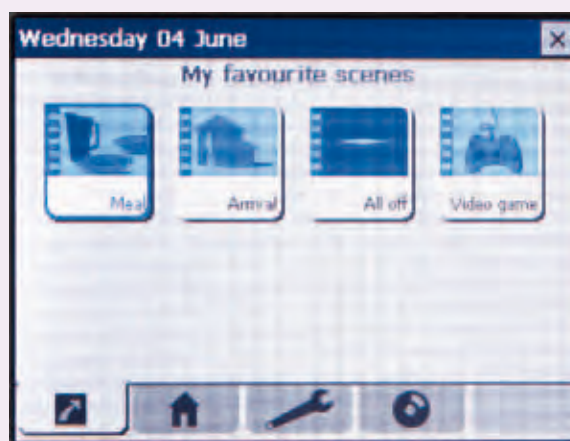 Wednesday 04 June
My favourite scenes
Meal
Arrival
All off
Video game